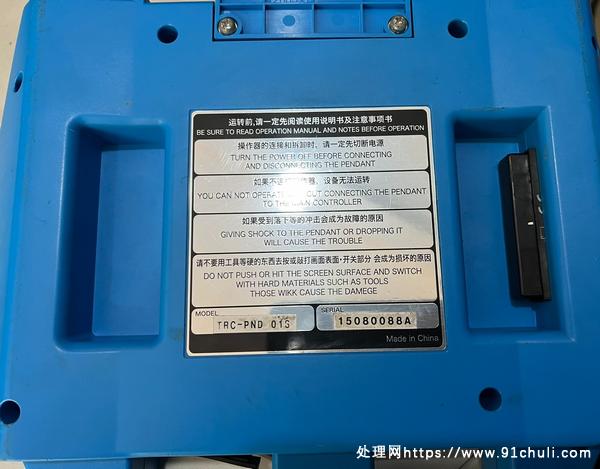 运转前,请一定先阅读使用说明书及注意事项书
BE SURE TO READ OPERATION MANUAL AND NOTES BEFORE OPERATION
操作器的连接和拆卸时、请一定先切断电源
TURN THE POWER OFF BEFORE CONNECTING
AND DISCONNECTING THE PENDANT
如果不连 器、设备无法运转
YOU CAN NOT OPERATE OUT CONNECTING THE PENDANT
TO THE CONTROLLER
如果受到落下等的冲击会成为故障的原因
GIVING SHOCK TO THE PENDANT OR DROPPING IT
WILL CAUSE THE TROUBLE
请不要用工具等硬的东西去按或敲打画面表面·开关部分 会成为损坏的原因
DO NOT PUSH OR HIT THE SCREEN SURFACE AND SWITCH
WITH HARD MATERIALS SUCH AS TOOLS
THOSE WIKK CAUSE THE DAMEGE
MODEL
TRC-PND 01S
SERIAL
15080088A
Made in China
处理网https://www.91chuli.com/